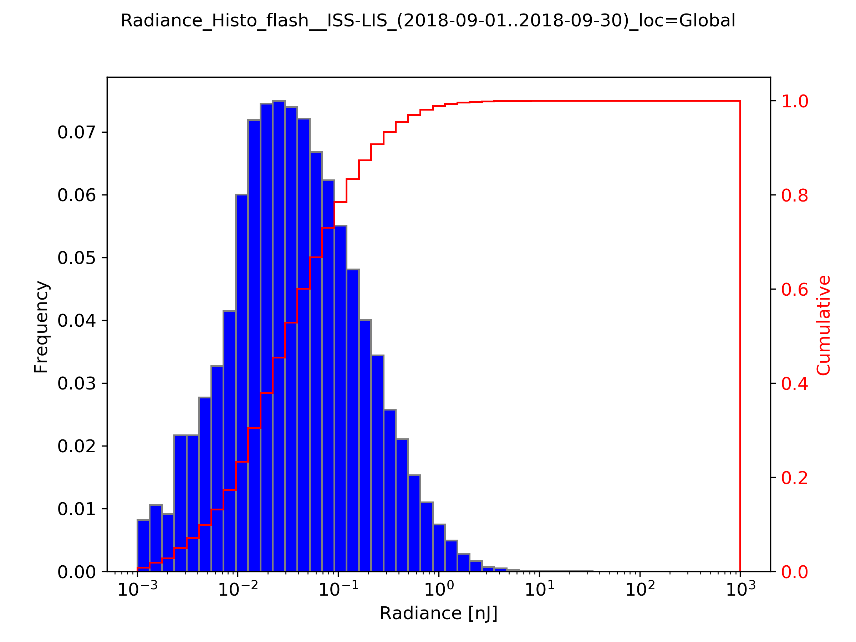 Radiance_Histo_flash__ISS-LIS_(2018-09-01..2018-09-30)_loc=Global
0.07
0.06
0.05
0.04
0.03
0.02
0.01
0.00
Frequency
1.0
0.8
0.6
0.4
0.2
0.0
Cumulative
10⁻³ 10⁻² 10⁻¹ 10⁰ 10¹ 10² 10³
Radiance [nJ]